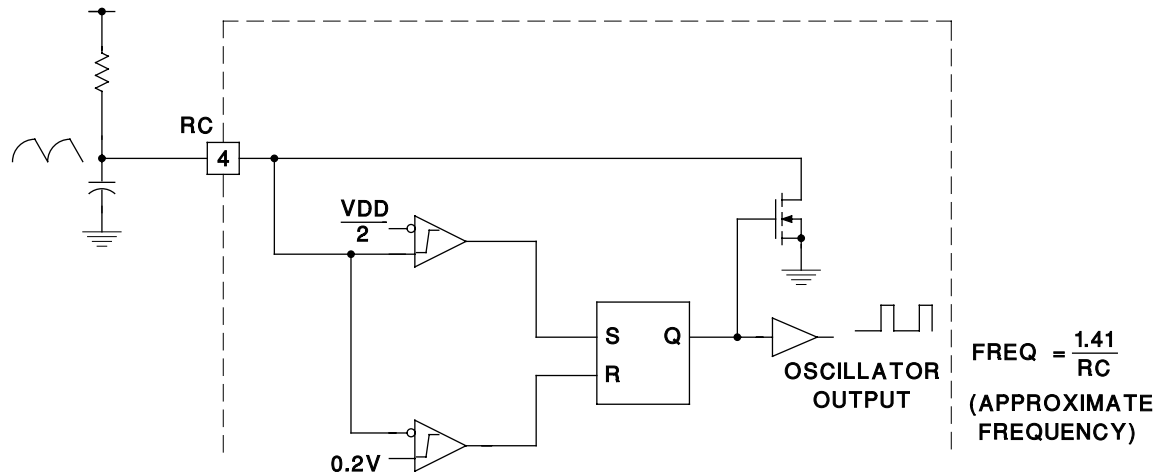 RC
4
VDD
2
S
Q
R
0.2V
OSCILLATOR
OUTPUT
FREQ = 1.41
RC
(APPROXIMATE
FREQUENCY)